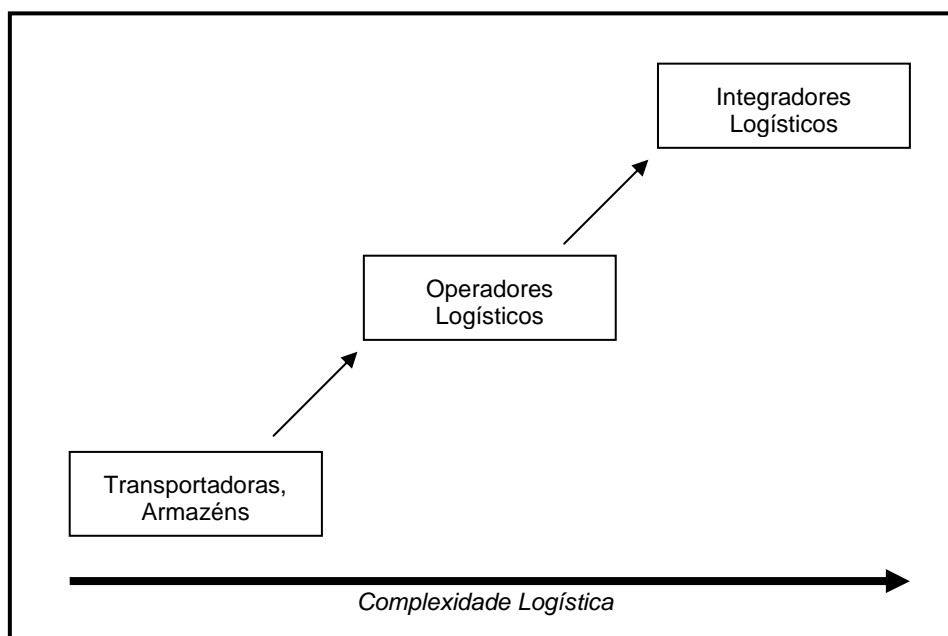 Integradores
Logísticos
Operadores
Logísticos
Transportadoras,
Armazéns
Complexidade Logística